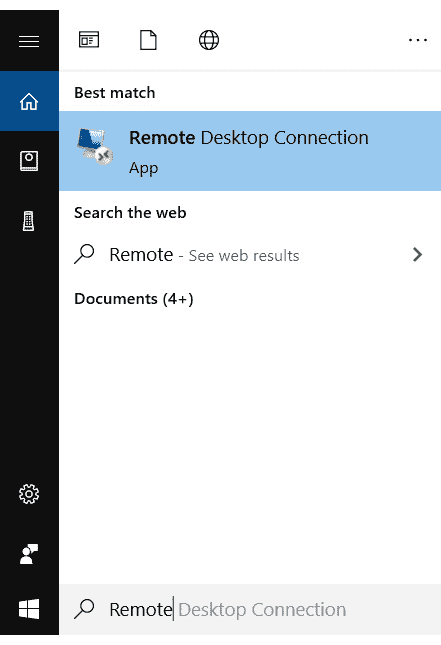 Best match
Remote Desktop Connection
App
Search the web
Remote - See web results
Documents (4+)
Remote Desktop Connection